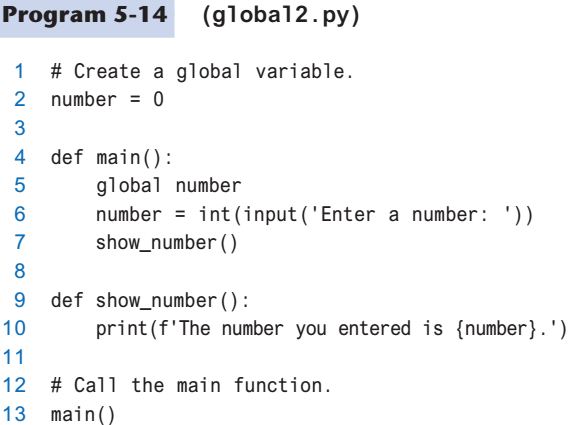 Program 5-14 (global2.py)
1 # Create a global variable.
2 number = 0
3
4 def main():
5     global number
6     number = int(input('Enter a number: '))
7     show_number()
8
9 def show_number():
10     print(f'The number you entered is {number}.')
11
12 # Call the main function.
13 main()